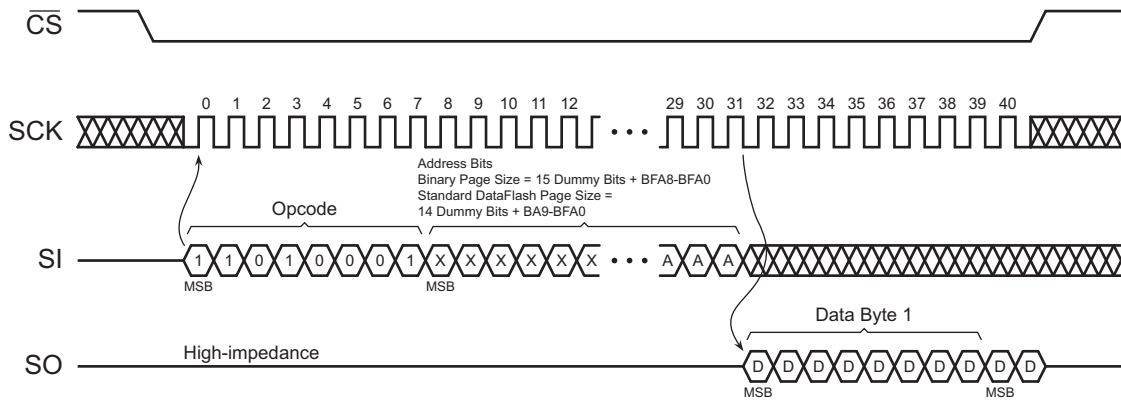 CS
SCK
0 1 2 3 4 5 6 7 8 9 10 11 12 29 30 31 32 33 34 35 36 37 38 39 40
Address Bits
Binary Page Size = 15 Dummy Bits + BFA8-BFA0
Standard DataFlash Page Size =
14 Dummy Bits + BA9-BFA0
Opcode
SI
1 1 0 1 0 0 0 1 X X X X X X • • • A A A
MSB MSB
Data Byte 1
High-impedance
SO
D D D D D D D D D D
MSB MSB